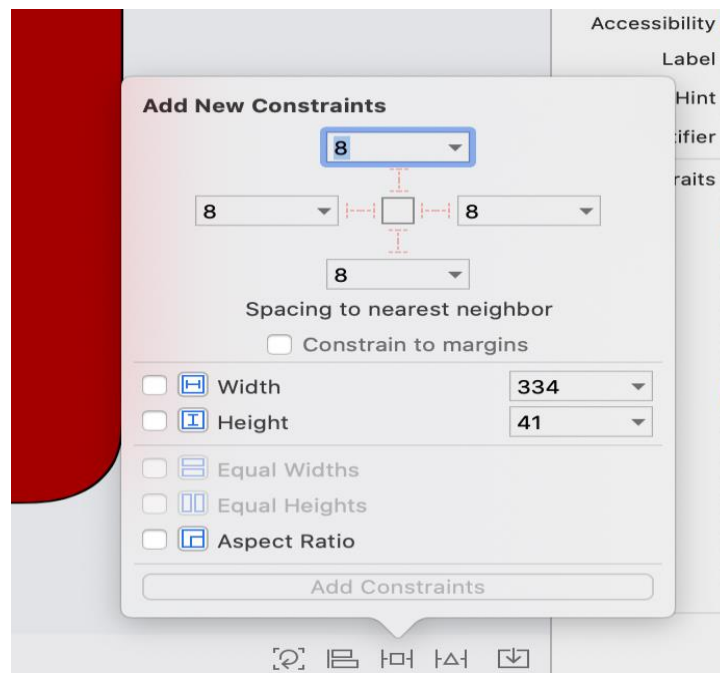 Accessibility
Label
Hint
ifier
raits
Add New Constraints
8
8
8
8
Spacing to nearest neighbor
Constrain to margins
Width
334
Height
41
Equal Widths
Equal Heights
Aspect Ratio
Add Constraints